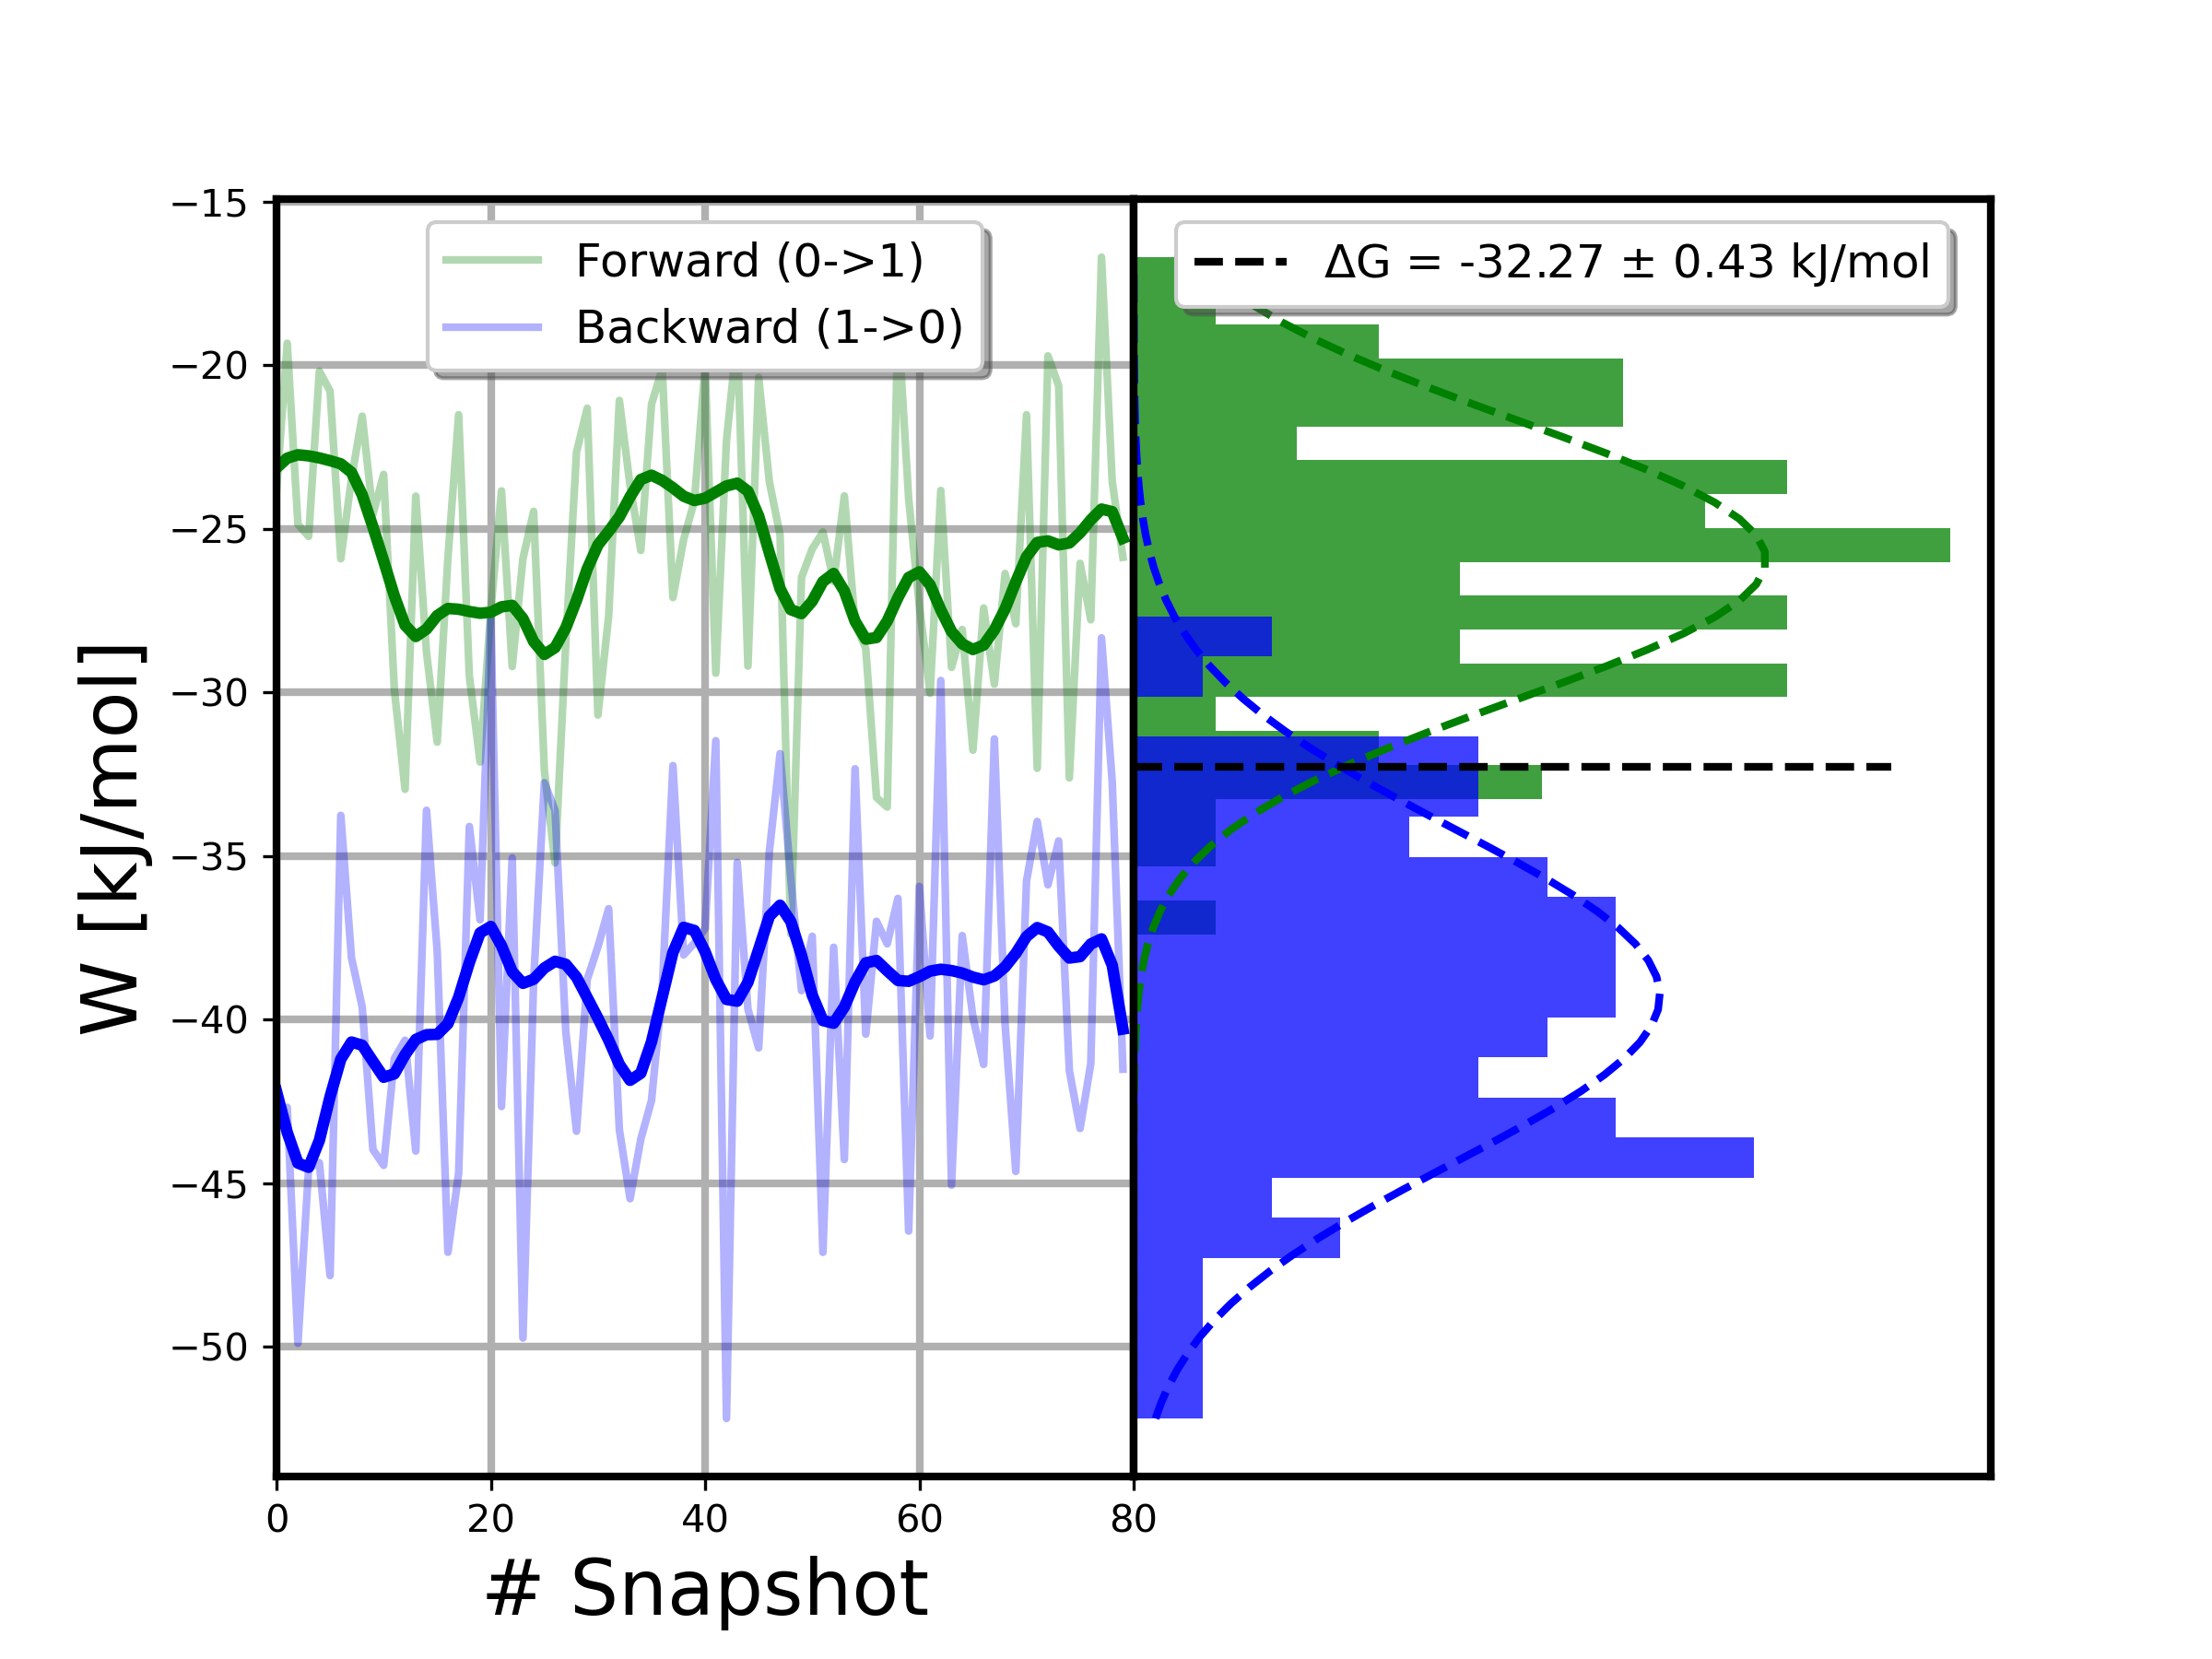 W [kJ/mol]
−15
−20
−25
−30
−35
−40
−45
−50
Forward (0->1)
Backward (1->0)
ΔG = -32.27 ± 0.43 kJ/mol
0 20 40 60 80
# Snapshot